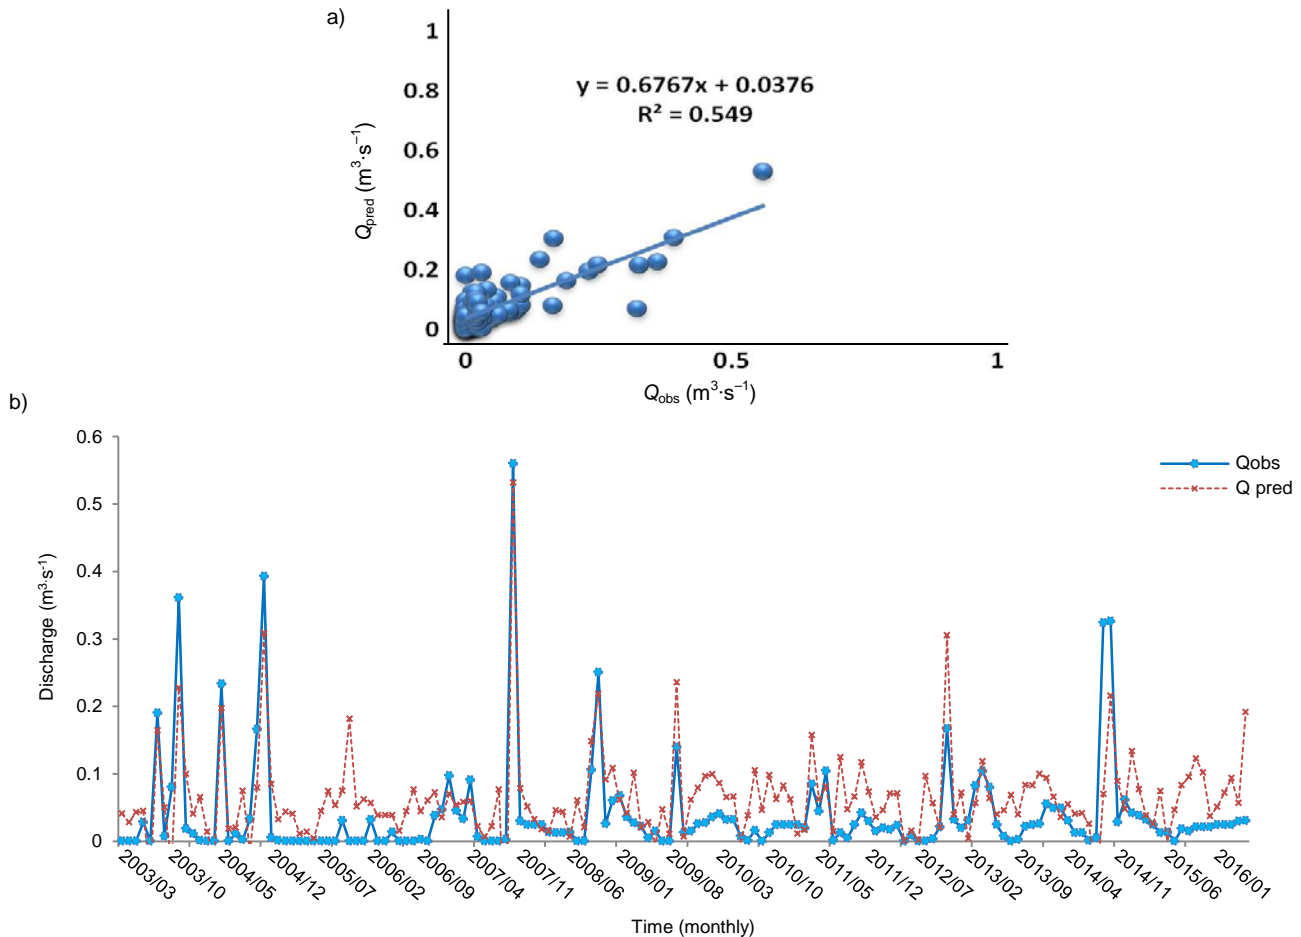 a)
1
0.8
0.6
0.4
0.2
0
Q_pred (m³·s⁻¹)
y = 0.6767x + 0.0376
R² = 0.549
0 0.5 1
Q_obs (m³·s⁻¹)
b)
0.6
0.5
0.4
0.3
0.2
0.1
0
Discharge (m³·s⁻¹)
Qobs
Q pred
2003/03 2003/10 2004/05 2004/12 2005/07 2006/02 2006/09 2007/04 2007/11 2008/06 2009/01 2009/08 2010/03 2010/10 2011/05 2011/12 2012/07 2013/02 2013/09 2014/04 2014/11 2015/06 2016/01
Time (monthly)